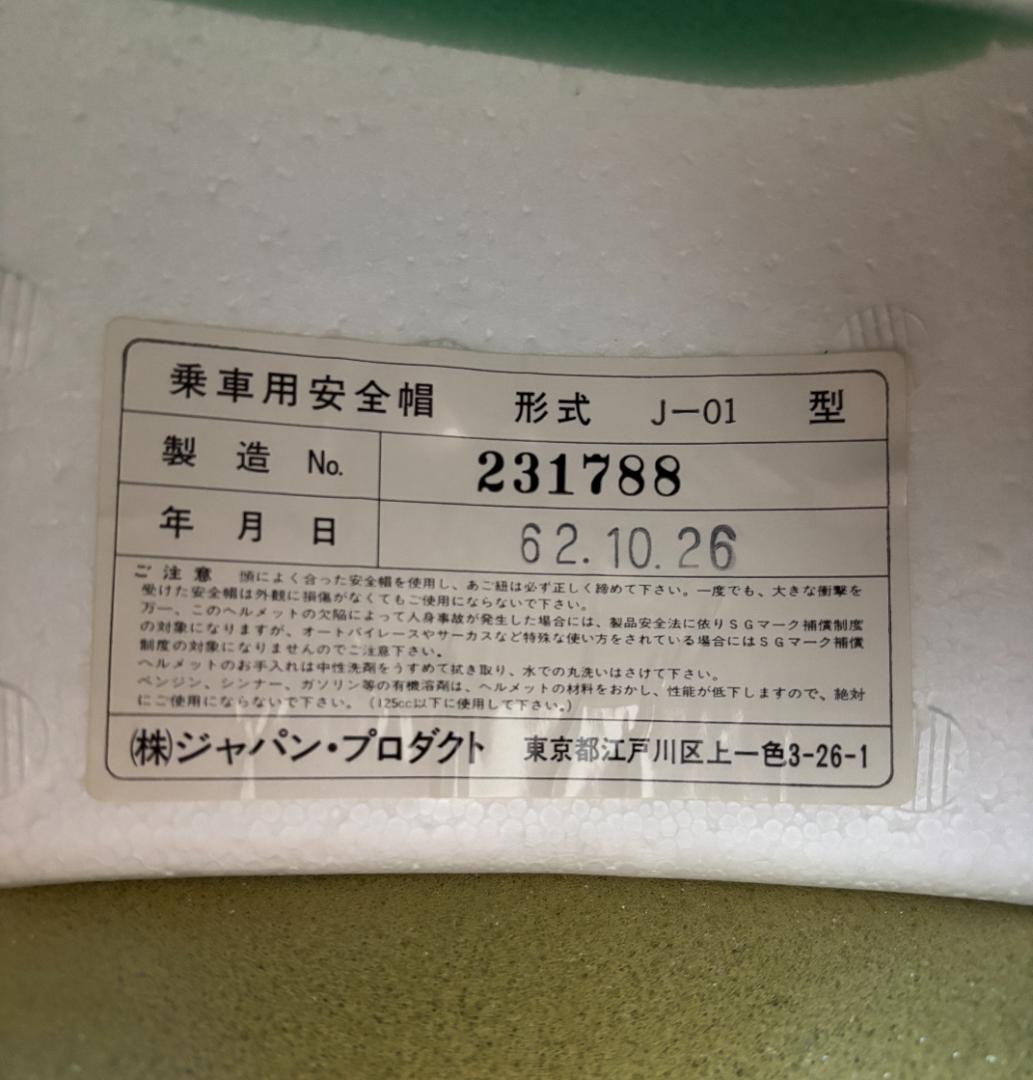 乗車用安全帽 形式 J-01 型
製造 No. 231788
年月日 62.10.26
ご注意 頭によく合った安全帽を使用し、あご紐は必ず正しく締めて下さい。一度でも、大きな衝撃を
受けた安全帽は外観に損傷がなくてもご使用にならないで下さい。
万一、このヘルメットの欠陥によって人身事故が発生した場合には、製品安全法に依りSGマーク補償制度
の対象になりますが、オートバイレースやサーカスなど特殊な使い方をされている場合にはSGマーク補償
制度の対象になりませんのでご注意下さい。
ヘルメットのお手入れは中性洗剤をうすめて拭き取り、水での丸洗いはさけて下さい。
ベンジン、シンナー、ガソリン等の有機溶剤は、ヘルメットの材料をおかし、性能が低下しますので、絶対
にご使用にならないで下さい。(125cc以下に使用して下さい。)
(株)ジャパン・プロダクト 東京都江戸川区上一色3-26-1